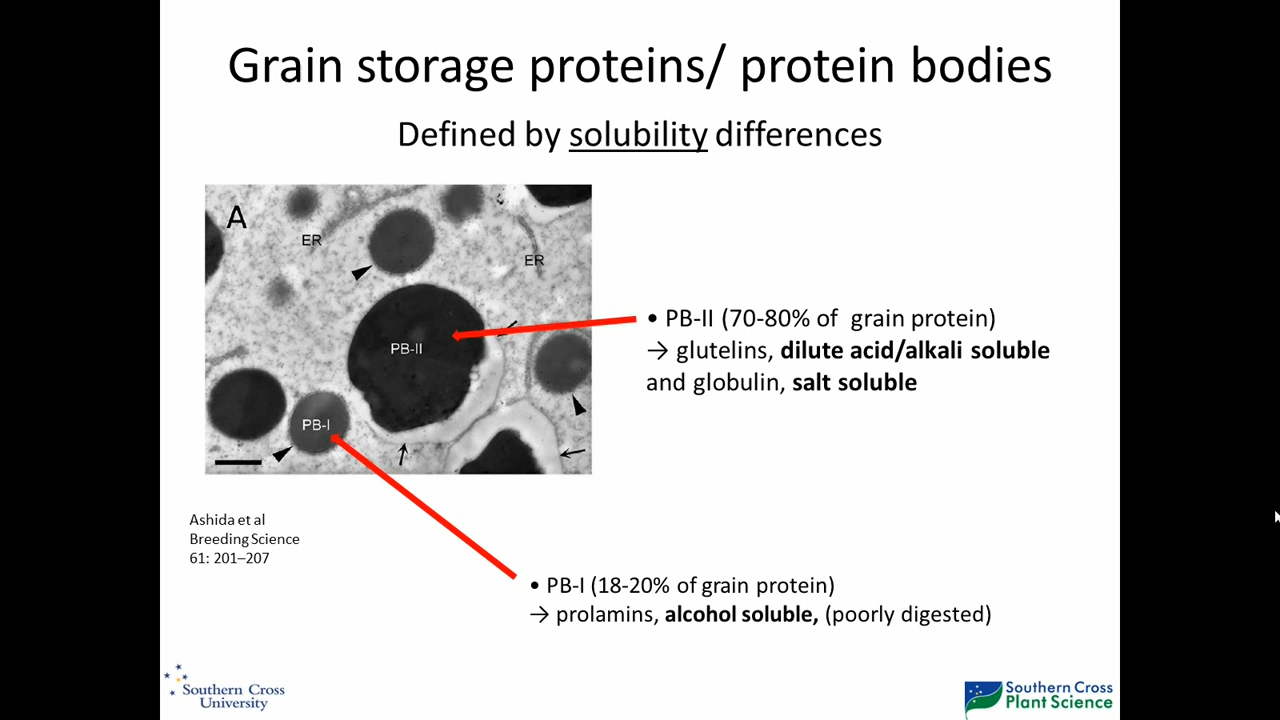 Grain storage proteins/ protein bodies
Defined by solubility differences
A
ER
ER
PB-II
PB-I
• PB-II (70-80% of  grain protein)
→ glutelins, dilute acid/alkali soluble
and globulin, salt soluble
Ashida et al
Breeding Science
61: 201–207
• PB-I (18-20% of grain protein)
→ prolamins, alcohol soluble, (poorly digested)
Southern Cross
University
Southern Cross
Plant Science